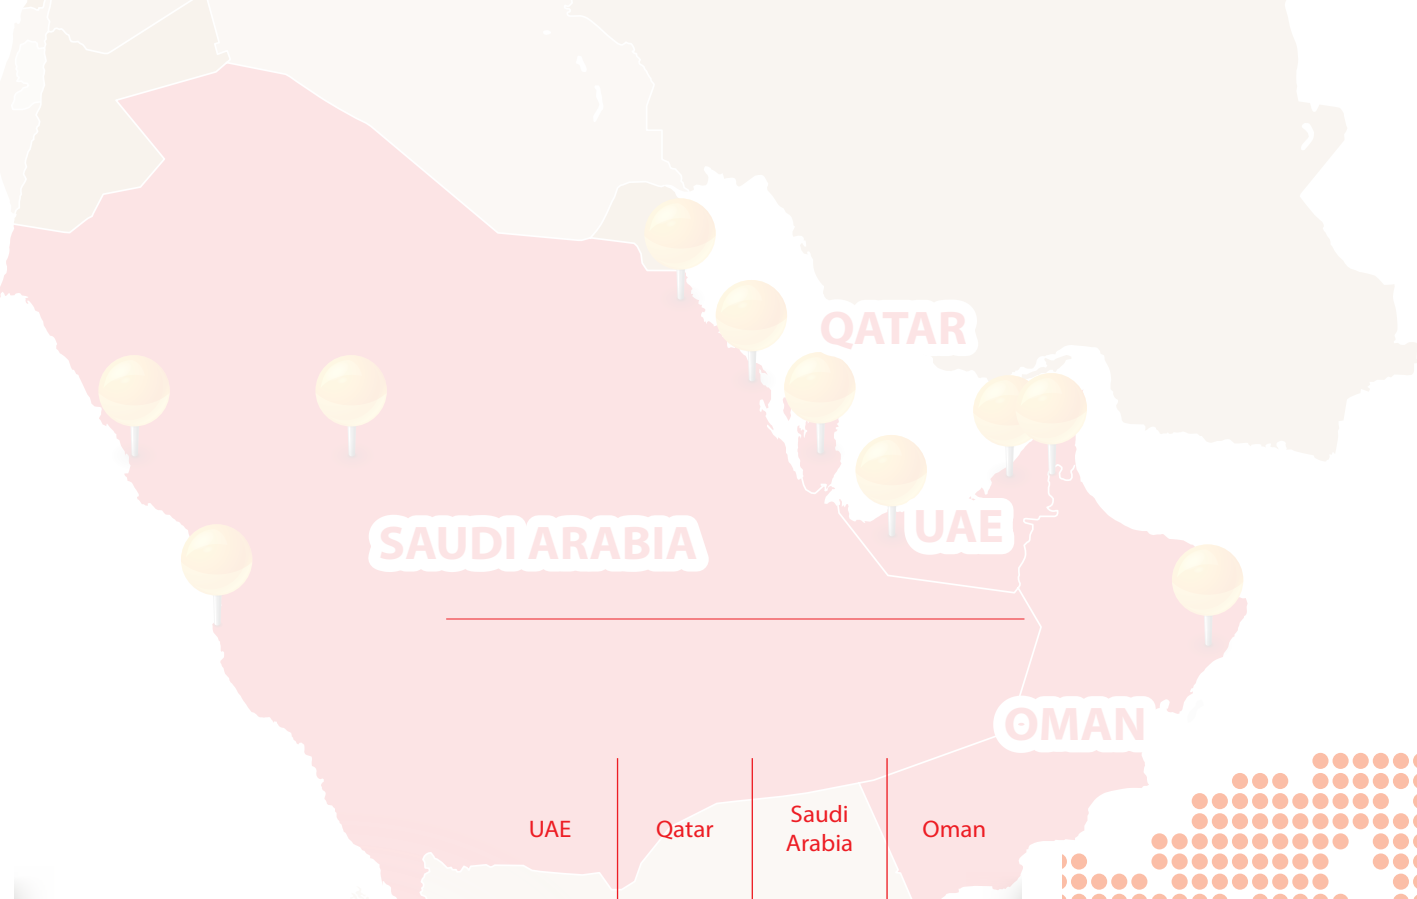 QATAR
UAE
SAUDI ARABIA
OMAN
UAE
Qatar
Saudi
Arabia
Oman